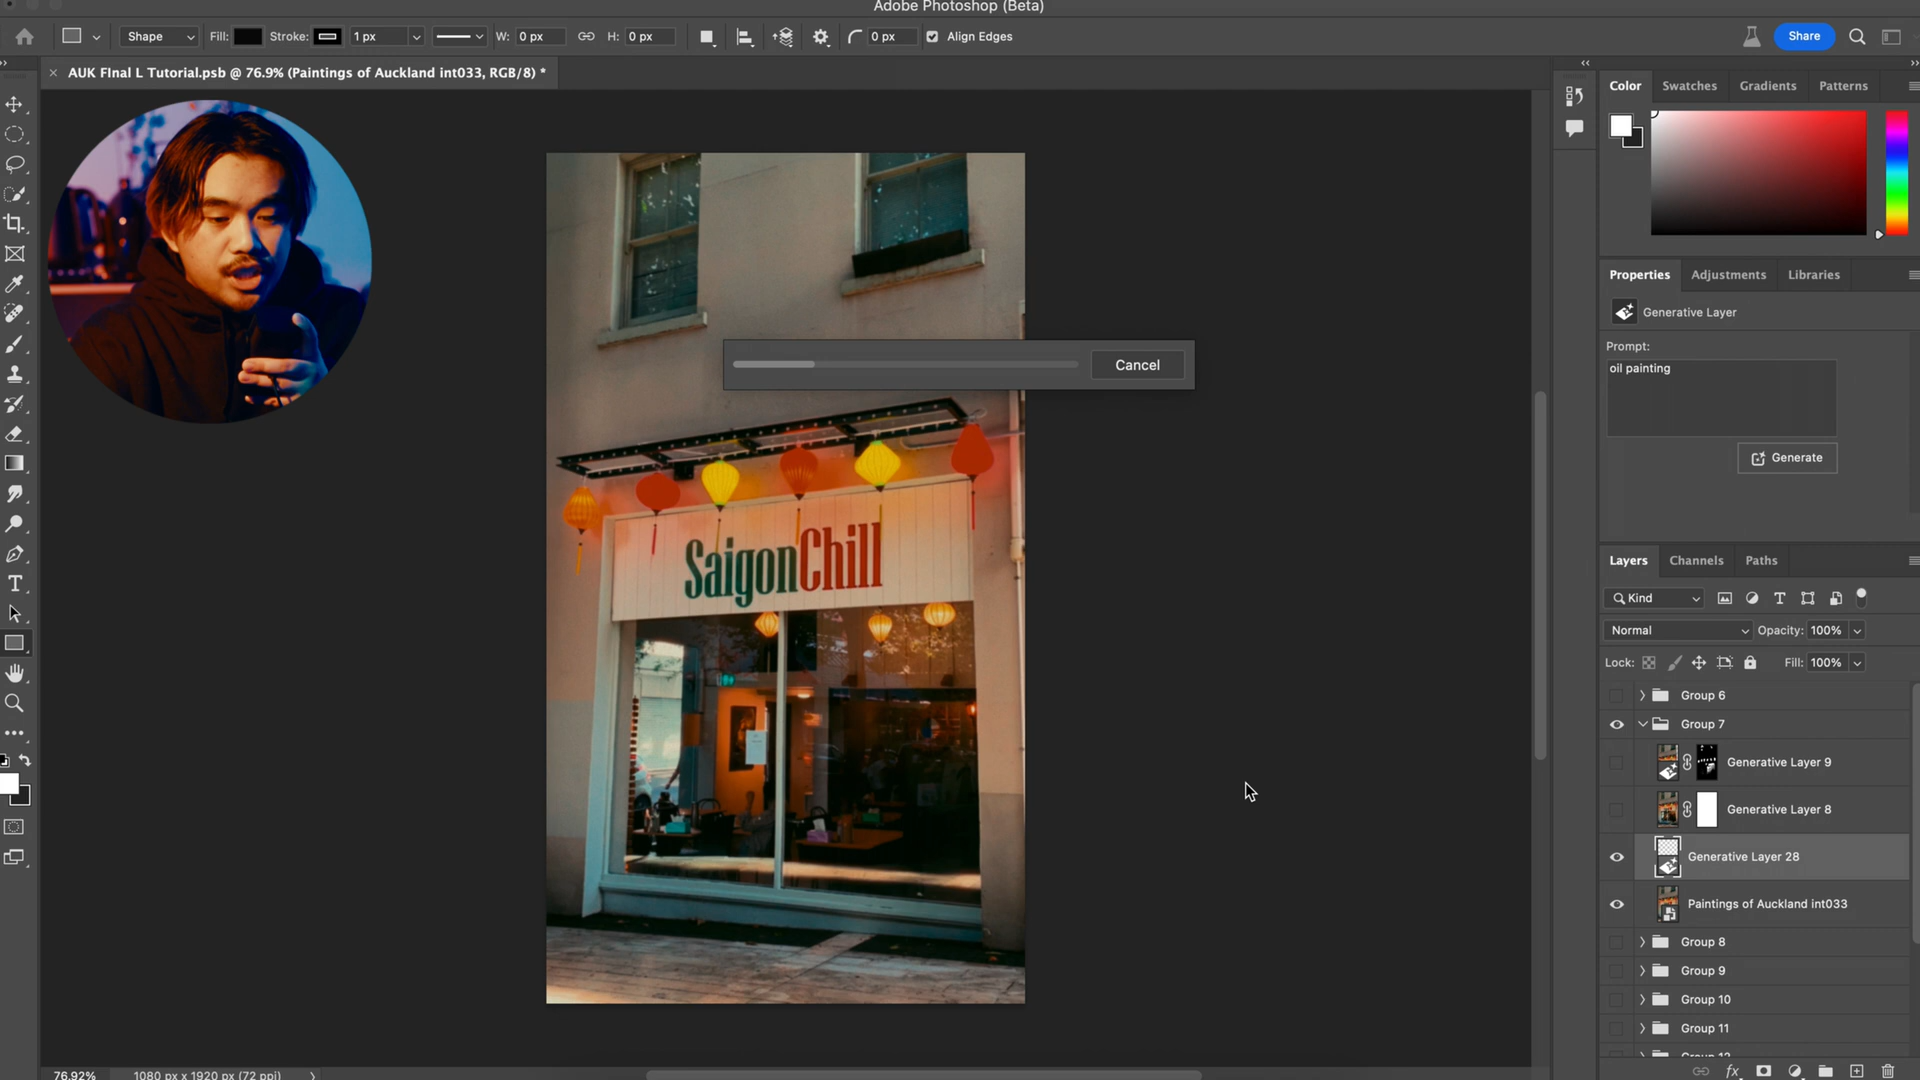 Adobe Photoshop (Beta)
Shape Fill: Stroke: 1 px W: 0 px H: 0 px 0 px Align Edges Share
AUK FInal L Tutorial.psb @ 76.9% (Paintings of Auckland int033, RGB/8) *
Color Swatches Gradients Patterns
Properties Adjustments Libraries
Generative Layer
Prompt:
oil painting
Generate
Cancel
SaigonChill
Layers Channels Paths
Kind
Normal Opacity: 100%
Lock: Fill: 100%
Group 6
Group 7
Generative Layer 9
Generative Layer 8
Generative Layer 28
Paintings of Auckland int033
Group 8
Group 9
Group 10
Group 11
76.92% 1080 px x 1920 px (72 ppi)